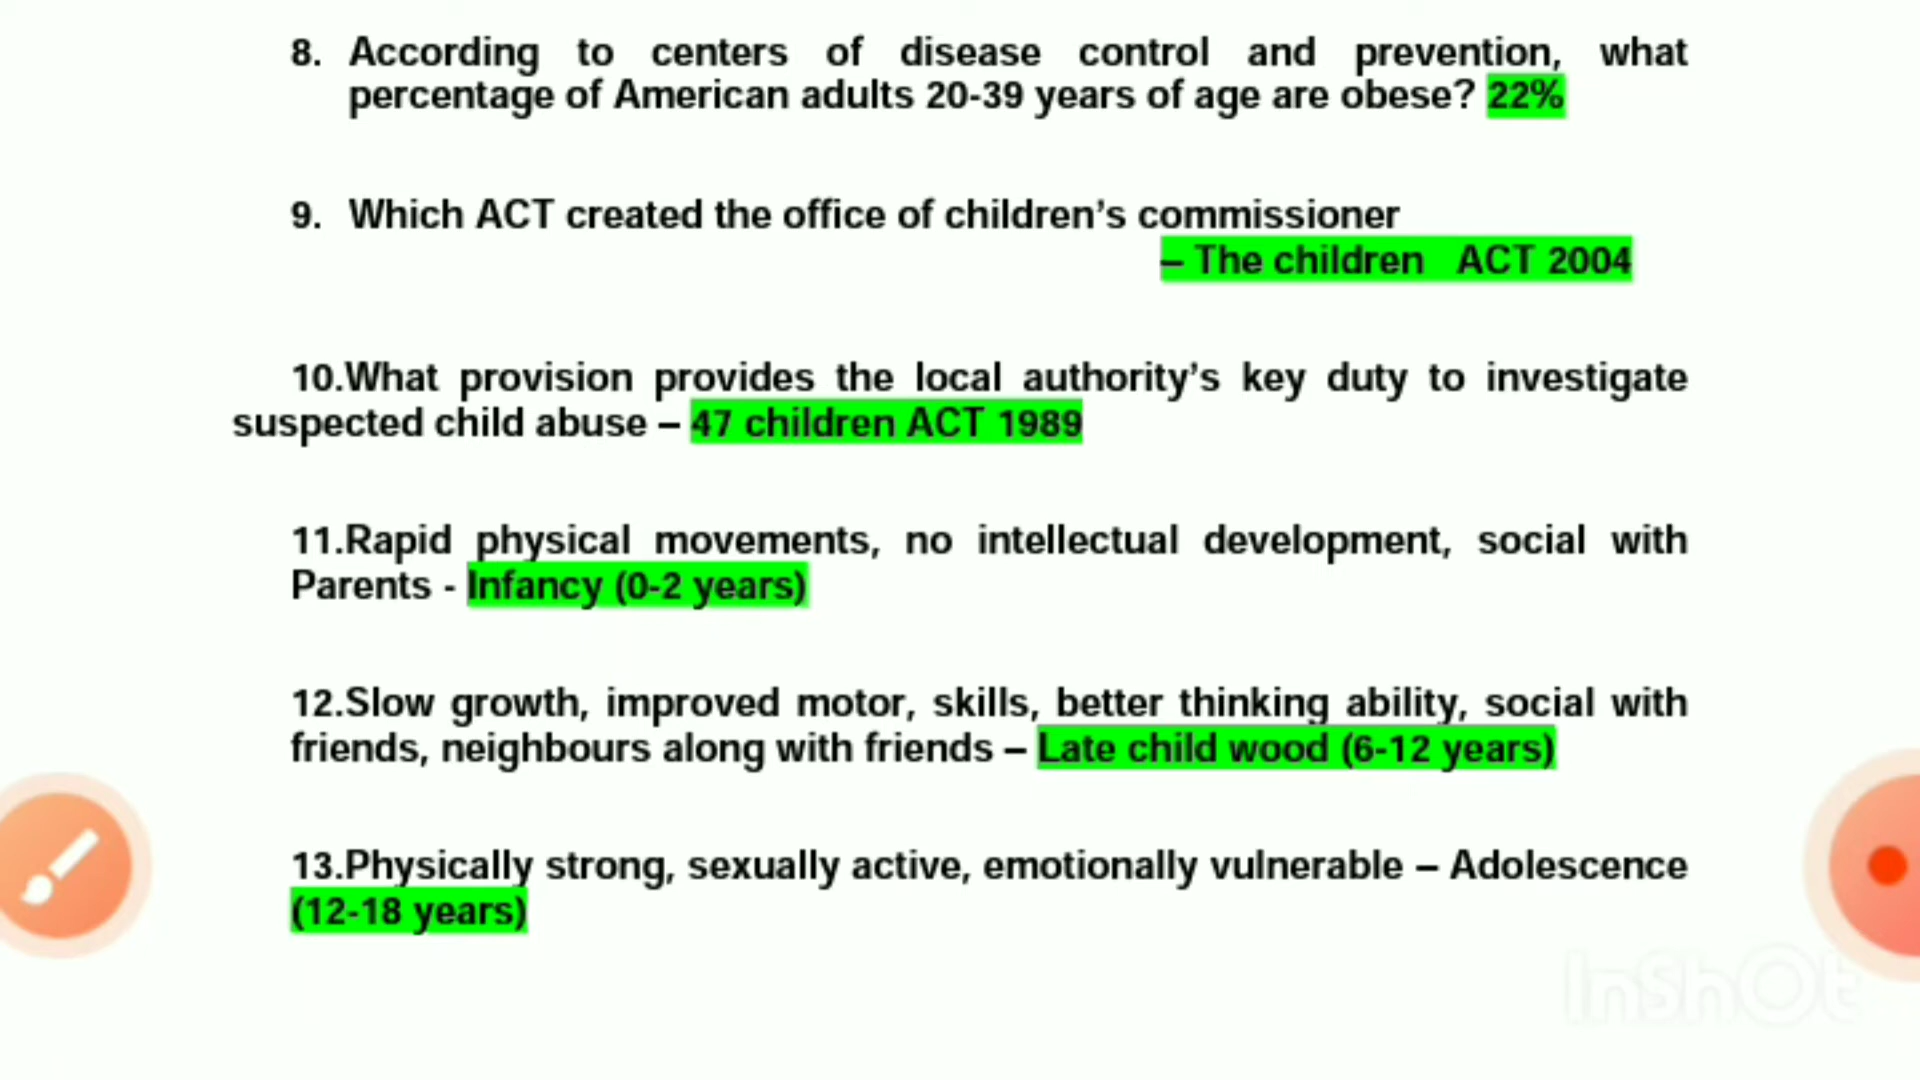 8. According to centers of disease control and prevention, what
percentage of American adults 20-39 years of age are obese? 22%
9. Which ACT created the office of children’s commissioner
– The children ACT 2004
10.What provision provides the local authority’s key duty to investigate
suspected child abuse – 47 children ACT 1989
11.Rapid physical movements, no intellectual development, social with
Parents - Infancy (0-2 years)
12.Slow growth, improved motor, skills, better thinking ability, social with
friends, neighbours along with friends – Late child wood (6-12 years)
13.Physically strong, sexually active, emotionally vulnerable – Adolescence
(12-18 years)
InShOt